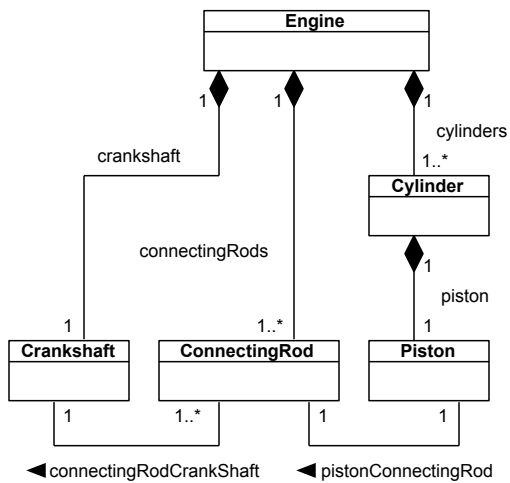 Engine
1 1 1
cylinders
crankshaft
1..*
Cylinder
connectingRods
1
piston
1 1..* 1
Crankshaft ConnectingRod Piston
1 1..* 1 1
◄ connectingRodCrankShaft ◄ pistonConnectingRod